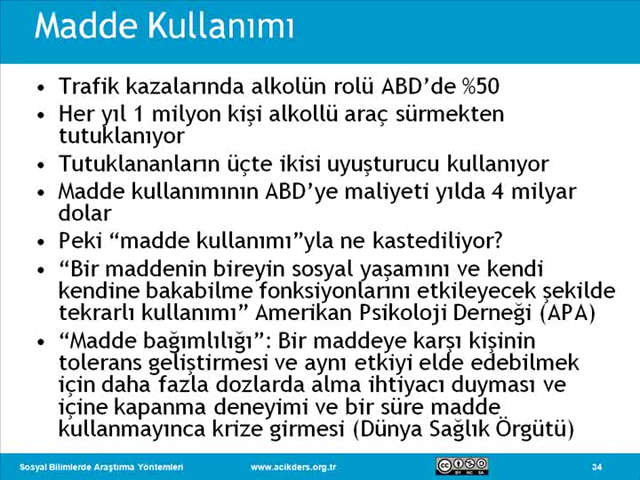 Madde Kullanımı
• Trafik kazalarında alkolün rolü ABD’de %50
• Her yıl 1 milyon kişi alkollü araç sürmekten
tutuklanıyor
• Tutuklananların üçte ikisi uyuşturucu kullanıyor
• Madde kullanımının ABD’ye maliyeti yılda 4 milyar
dolar
• Peki “madde kullanımı”yla ne kastediliyor?
• “Bir maddenin bireyin sosyal yaşamını ve kendi
kendine bakabilme fonksiyonlarını etkileyecek şekilde
tekrarlı kullanımı” Amerikan Psikoloji Derneği (APA)
• “Madde bağımlılığı”: Bir maddeye karşı kişinin
tolerans geliştirmesi ve aynı etkiyi elde edebilmek
için daha fazla dozlarda alma ihtiyacı duyması ve
içine kapanma deneyimi ve bir süre madde
kullanmayınca krize girmesi (Dünya Sağlık Örgütü)
Sosyal Bilimlerde Araştırma Yöntemleri www.acikders.org.tr cc BY NC SA 34